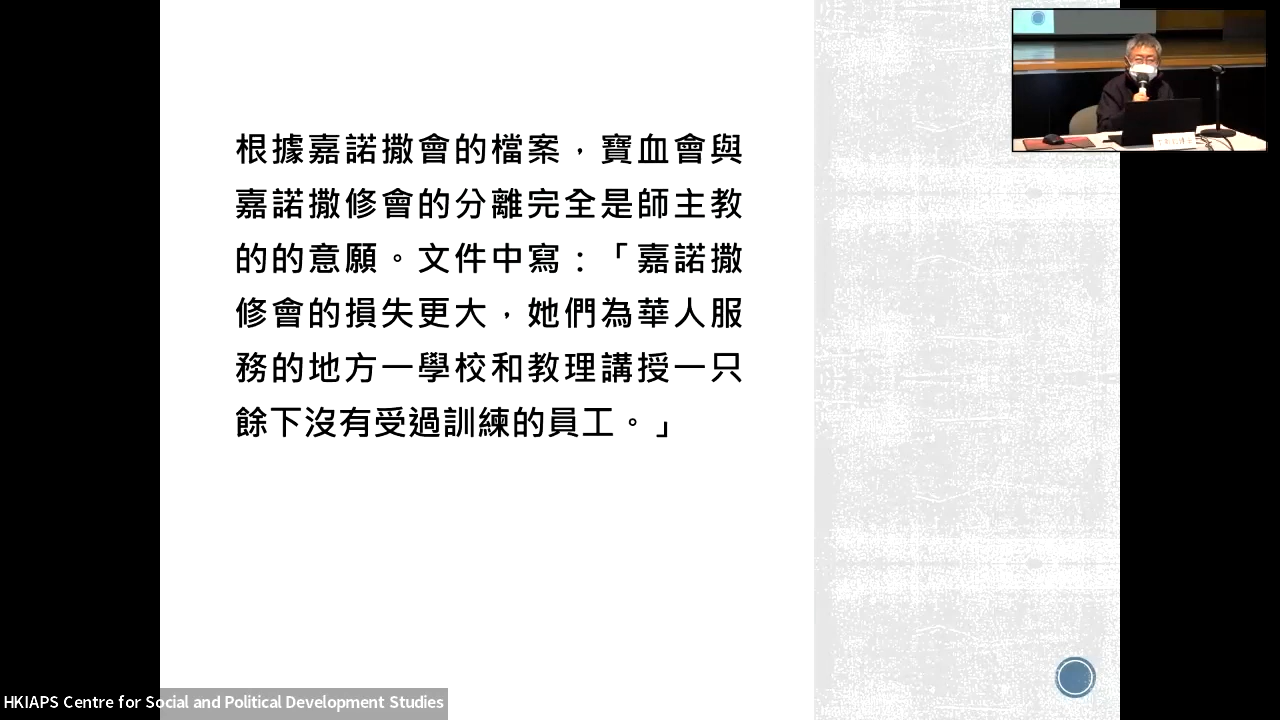 根據嘉諾撒會的檔案，寶血會與
嘉諾撒修會的分離完全是師主教
的的意願。文件中寫：「嘉諾撒
修會的損失更大，她們為華人服
務的地方一學校和教理講授一只
餘下沒有受過訓練的員工。」
HKIAPS Centre for Social and Political Development Studies